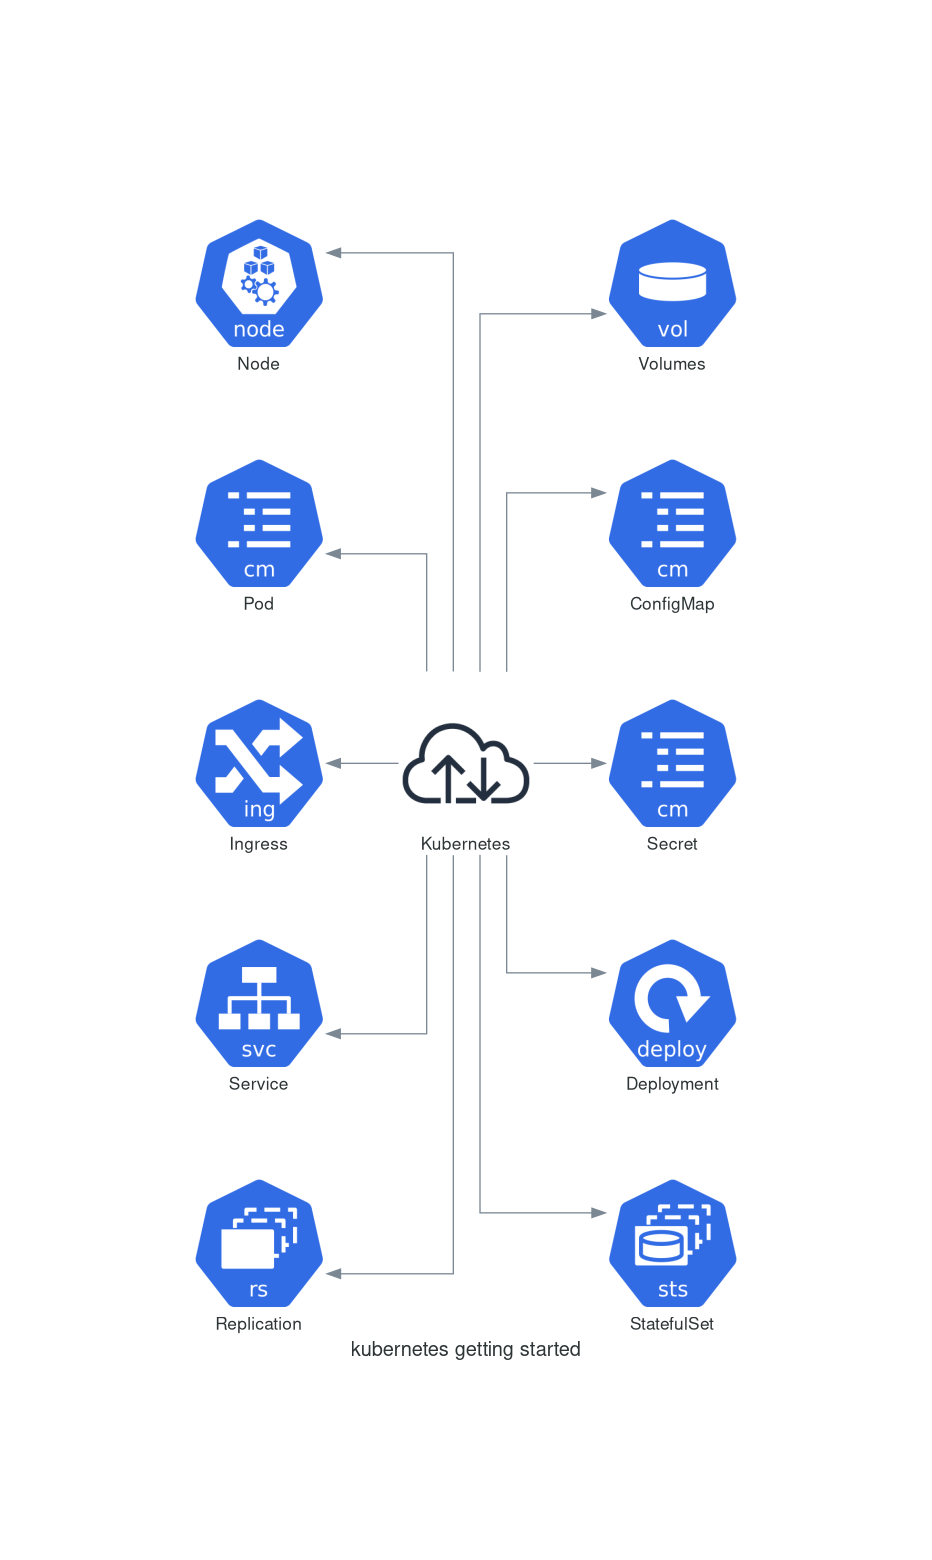 node
Node
vol
Volumes
cm
Pod
cm
ConfigMap
ing
Ingress
Kubernetes
cm
Secret
svc
Service
deploy
Deployment
rs
Replication
sts
StatefulSet
kubernetes getting started